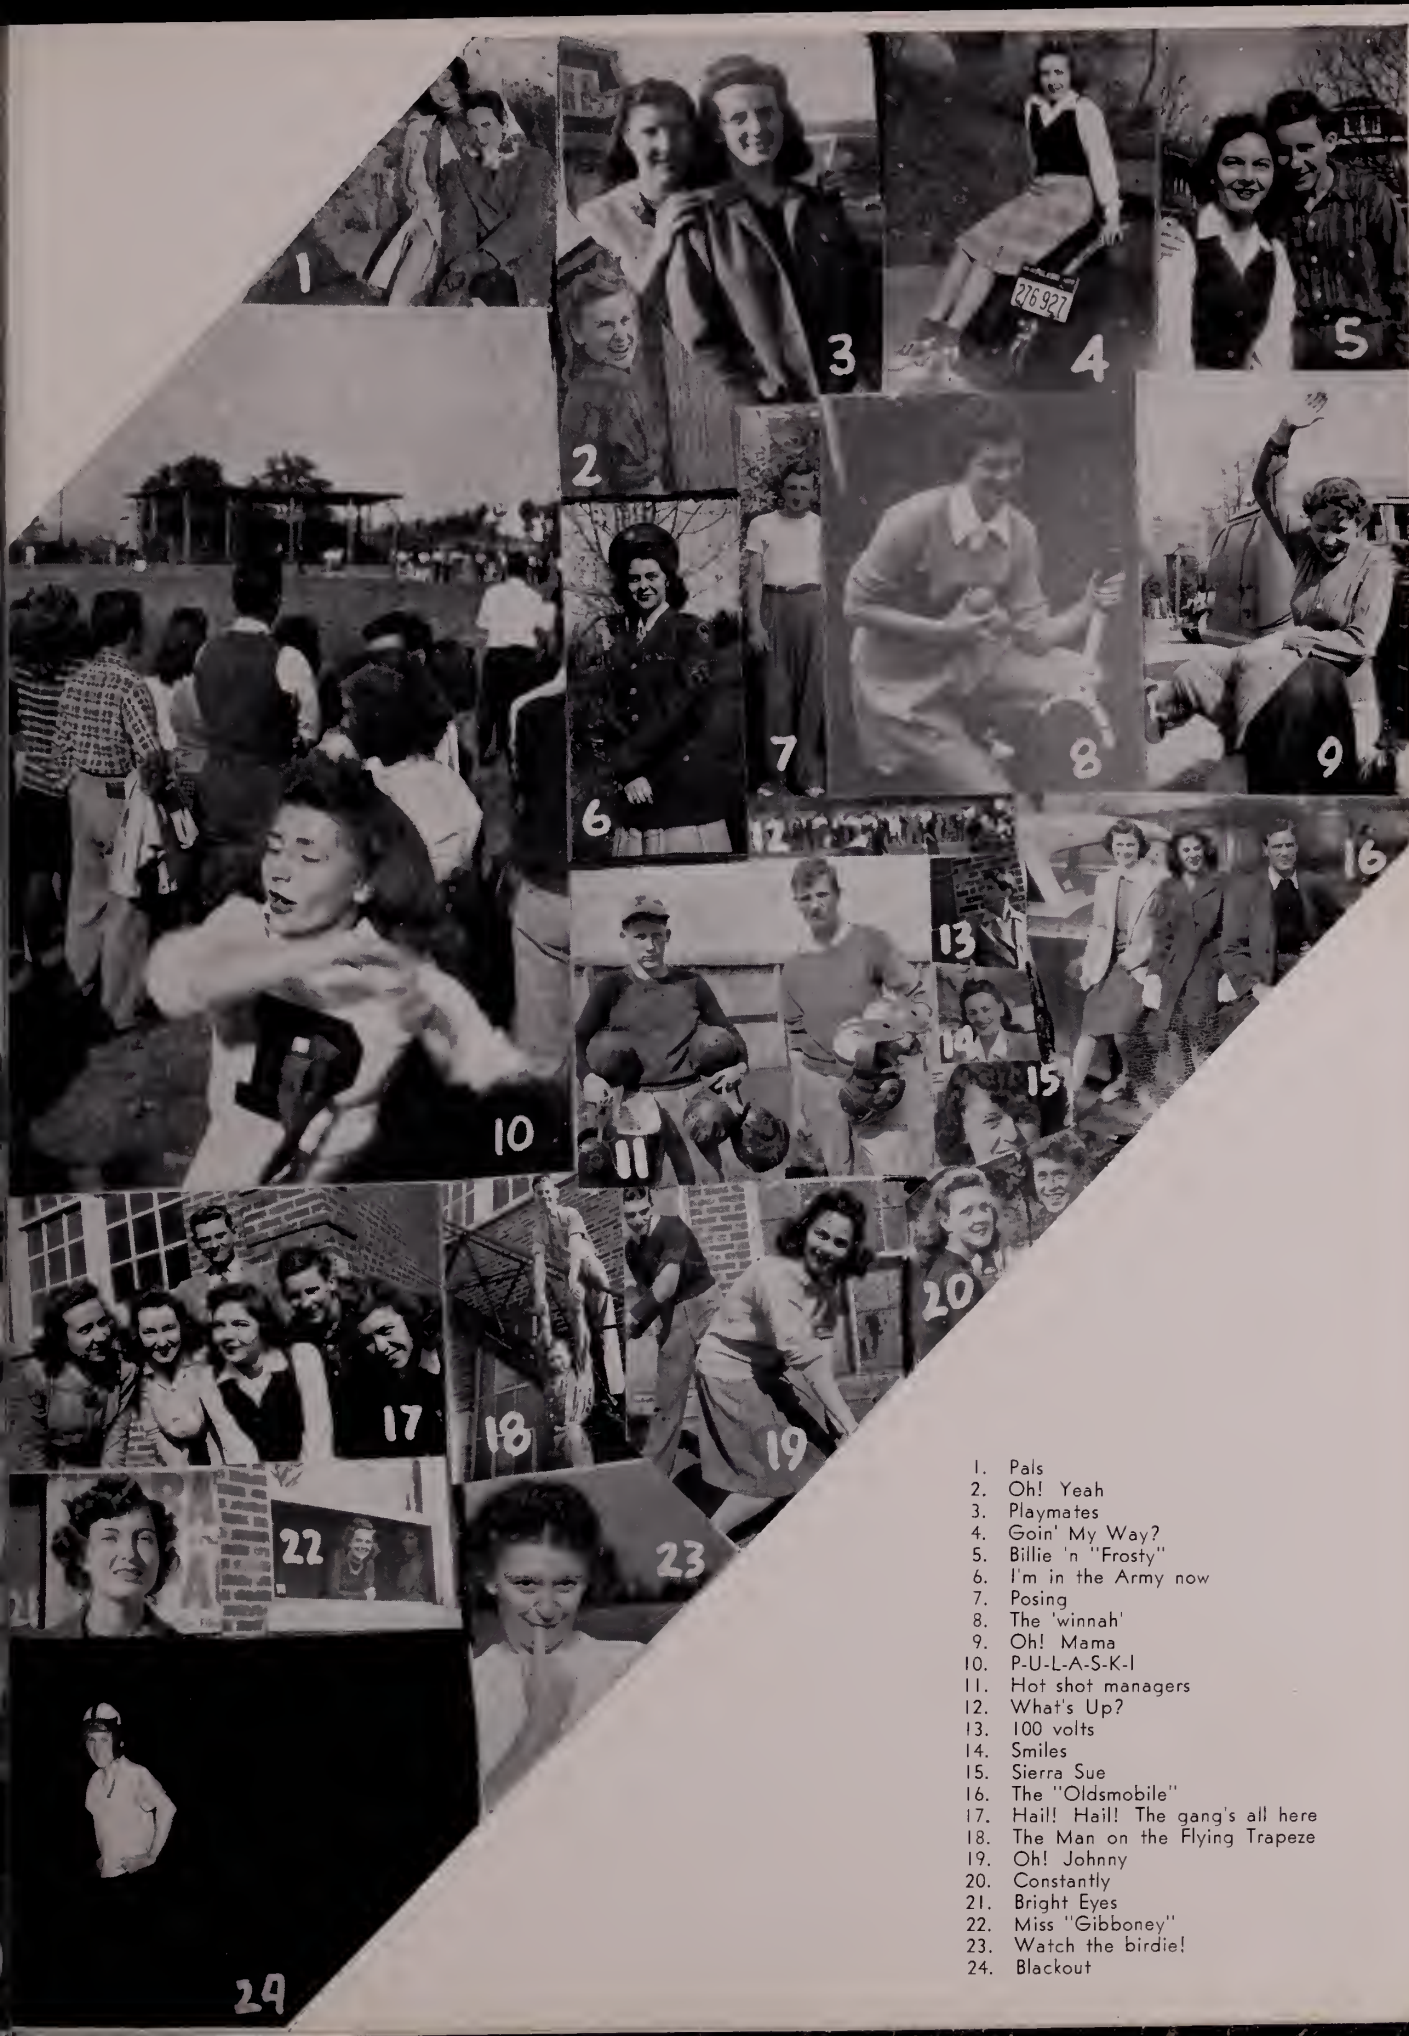 1
2
3
276 927
4
5
6
7
8
9
10
P
11
12
13
14
15
16
17
18
19
20
22
23
24
1. Pals
2. Oh! Yeah
3. Playmates
4. Goin' My Way?
5. Billie 'n "Frosty"
6. I'm in the Army now
7. Posing
8. The 'winnah'
9. Oh! Mama
10. P-U-L-A-S-K-I
11. Hot shot managers
12. What's Up?
13. 100 volts
14. Smiles
15. Sierra Sue
16. The "Oldsmobile"
17. Hail! Hail! The gang's all here
18. The Man on the Flying Trapeze
19. Oh! Johnny
20. Constantly
21. Bright Eyes
22. Miss "Gibboney"
23. Watch the birdie!
24. Blackout